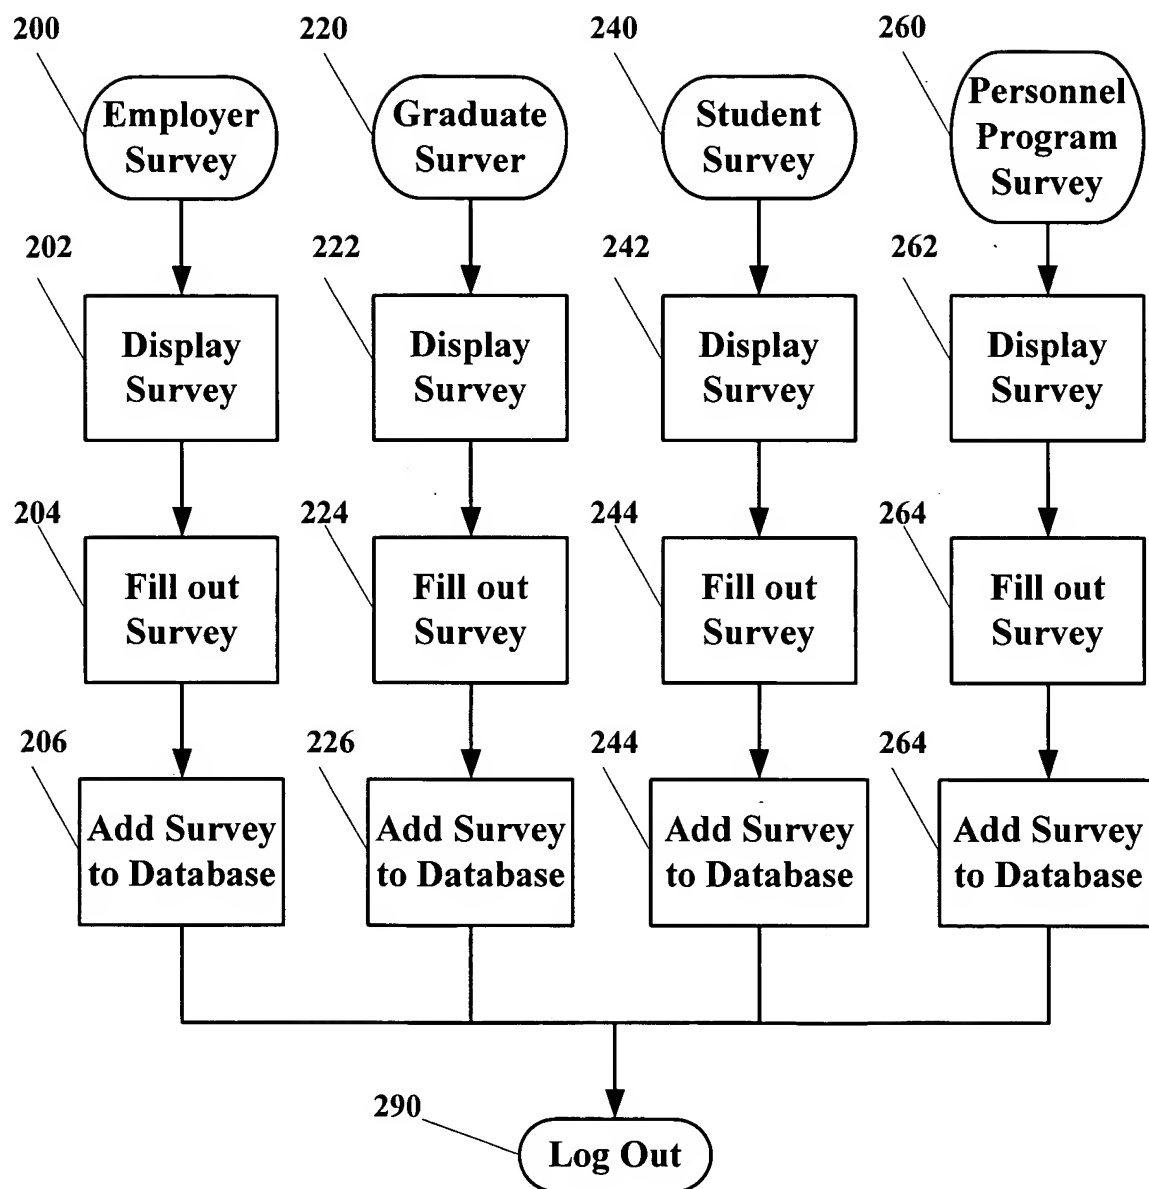 200
220
240
260
Employer
Survey
Graduate
Surver
Student
Survey
Personnel
Program
Survey
202
222
242
262
Display
Survey
Display
Survey
Display
Survey
Display
Survey
204
224
244
264
Fill out
Survey
Fill out
Survey
Fill out
Survey
Fill out
Survey
206
226
244
264
Add Survey
to Database
Add Survey
to Database
Add Survey
to Database
Add Survey
to Database
290
Log Out